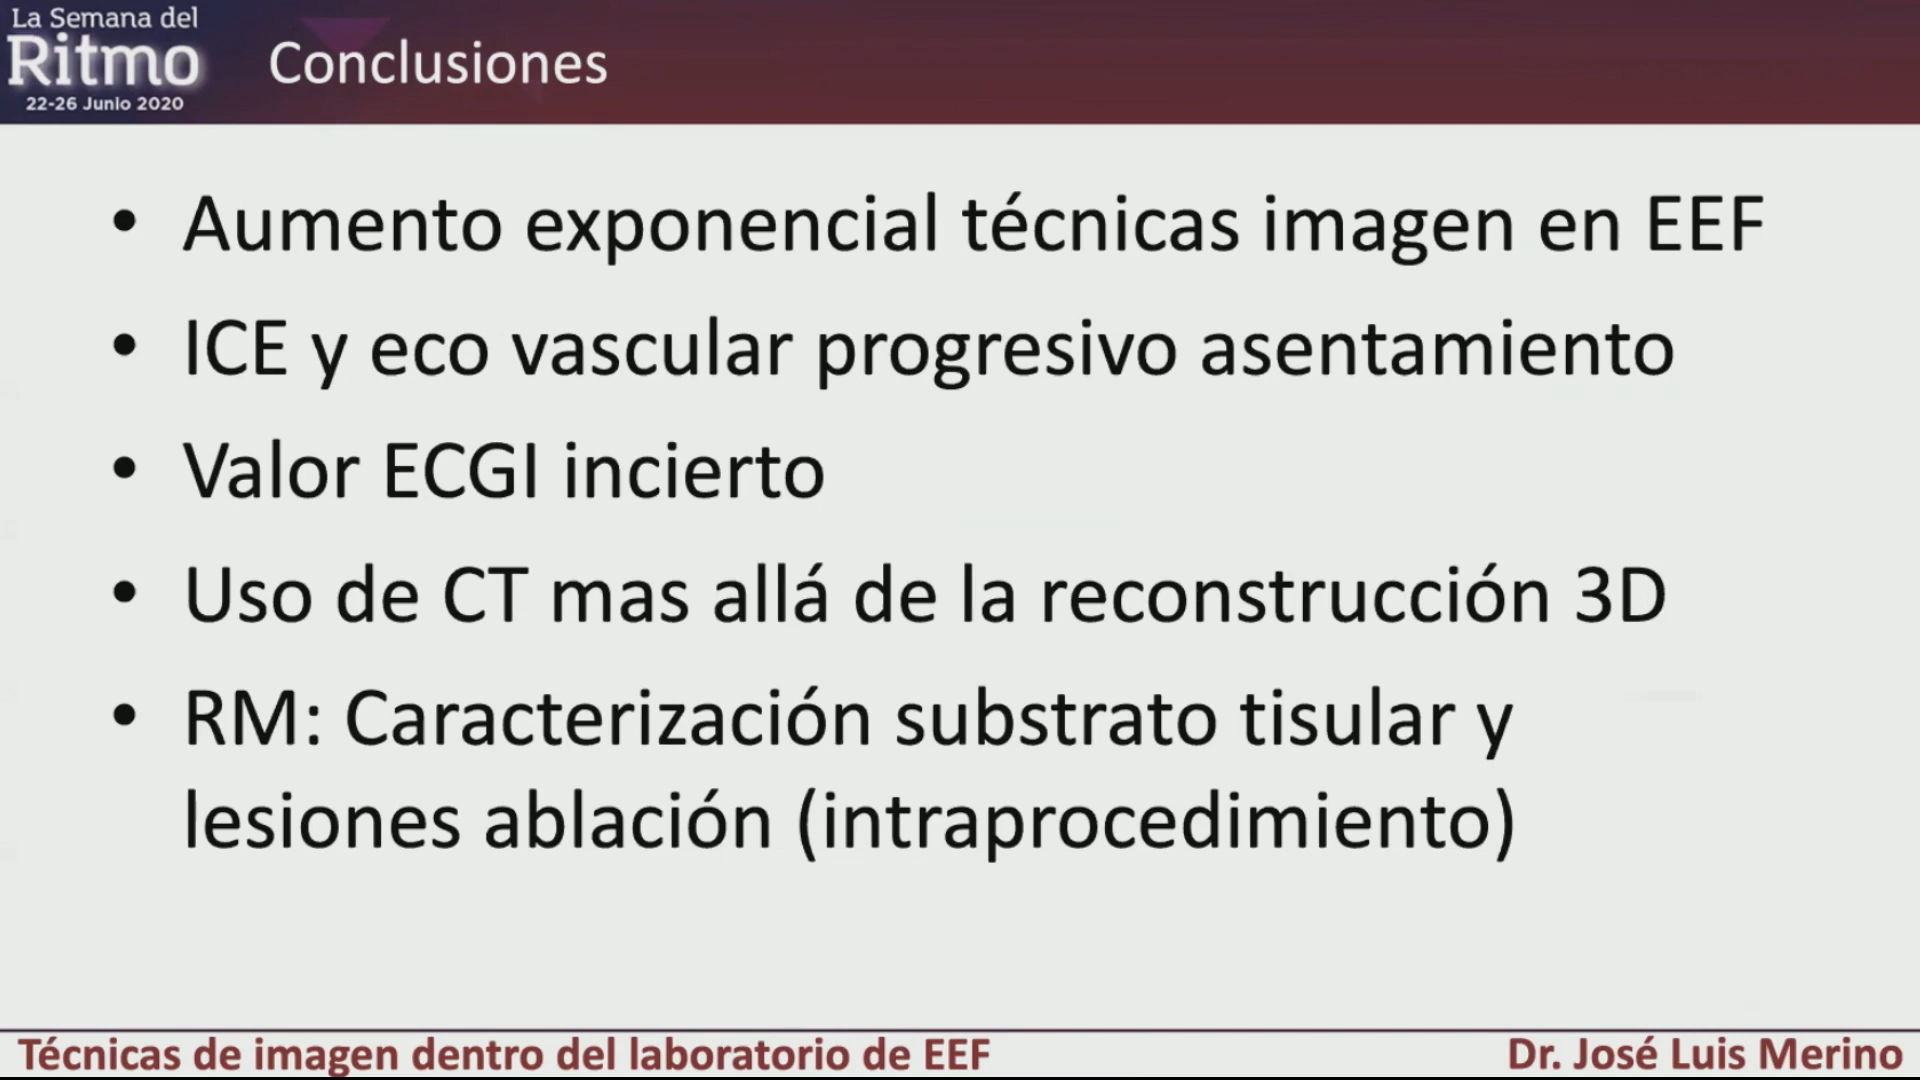 La Semana del
Ritmo
22-26 Junio 2020
Conclusiones
• Aumento exponencial técnicas imagen en EEF
• ICE y eco vascular progresivo asentamiento
• Valor ECGI incierto
• Uso de CT mas allá de la reconstrucción 3D
• RM: Caracterización substrato tisular y
lesiones ablación (intraprocedimiento)
Técnicas de imagen dentro del laboratorio de EEF
Dr. José Luis Merino